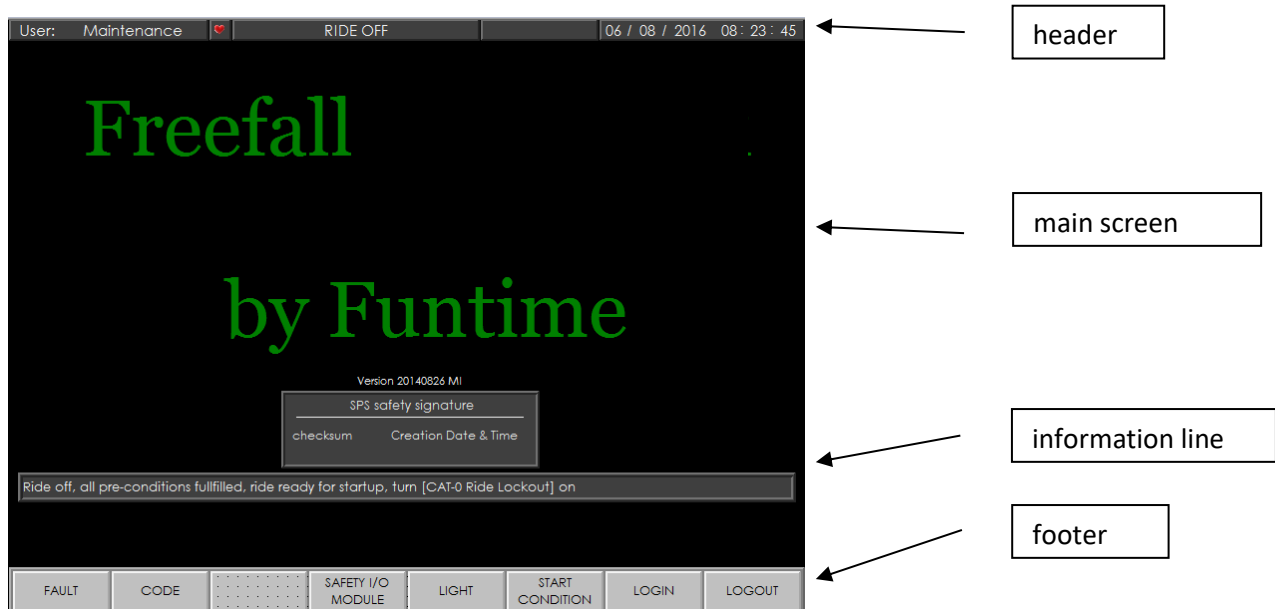 User: Maintenance RIDE OFF 06 / 08 / 2016 08 : 23 : 45
header
Freefall
main screen
by Funtime
Version 20140826 MI
SPS safety signature
checksum Creation Date & Time
information line
Ride off, all pre-conditions fullfilled, ride ready for startup, turn [CAT-0 Ride Lockout] on
footer
FAULT CODE SAFETY I/O MODULE LIGHT START CONDITION LOGIN LOGOUT